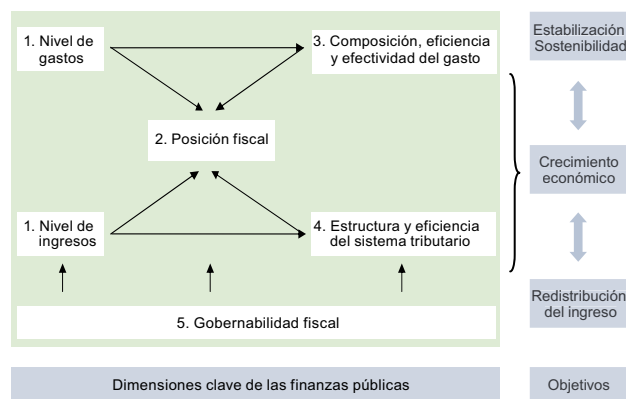 1. Nivel de
gastos
3. Composición, eficiencia
y efectividad del gasto
2. Posición fiscal
1. Nivel de
ingresos
4. Estructura y eficiencia
del sistema tributario
5. Gobernabilidad fiscal
Dimensiones clave de las finanzas públicas
Estabilización
Sostenibilidad
Crecimiento
económico
Redistribución
del ingreso
Objetivos